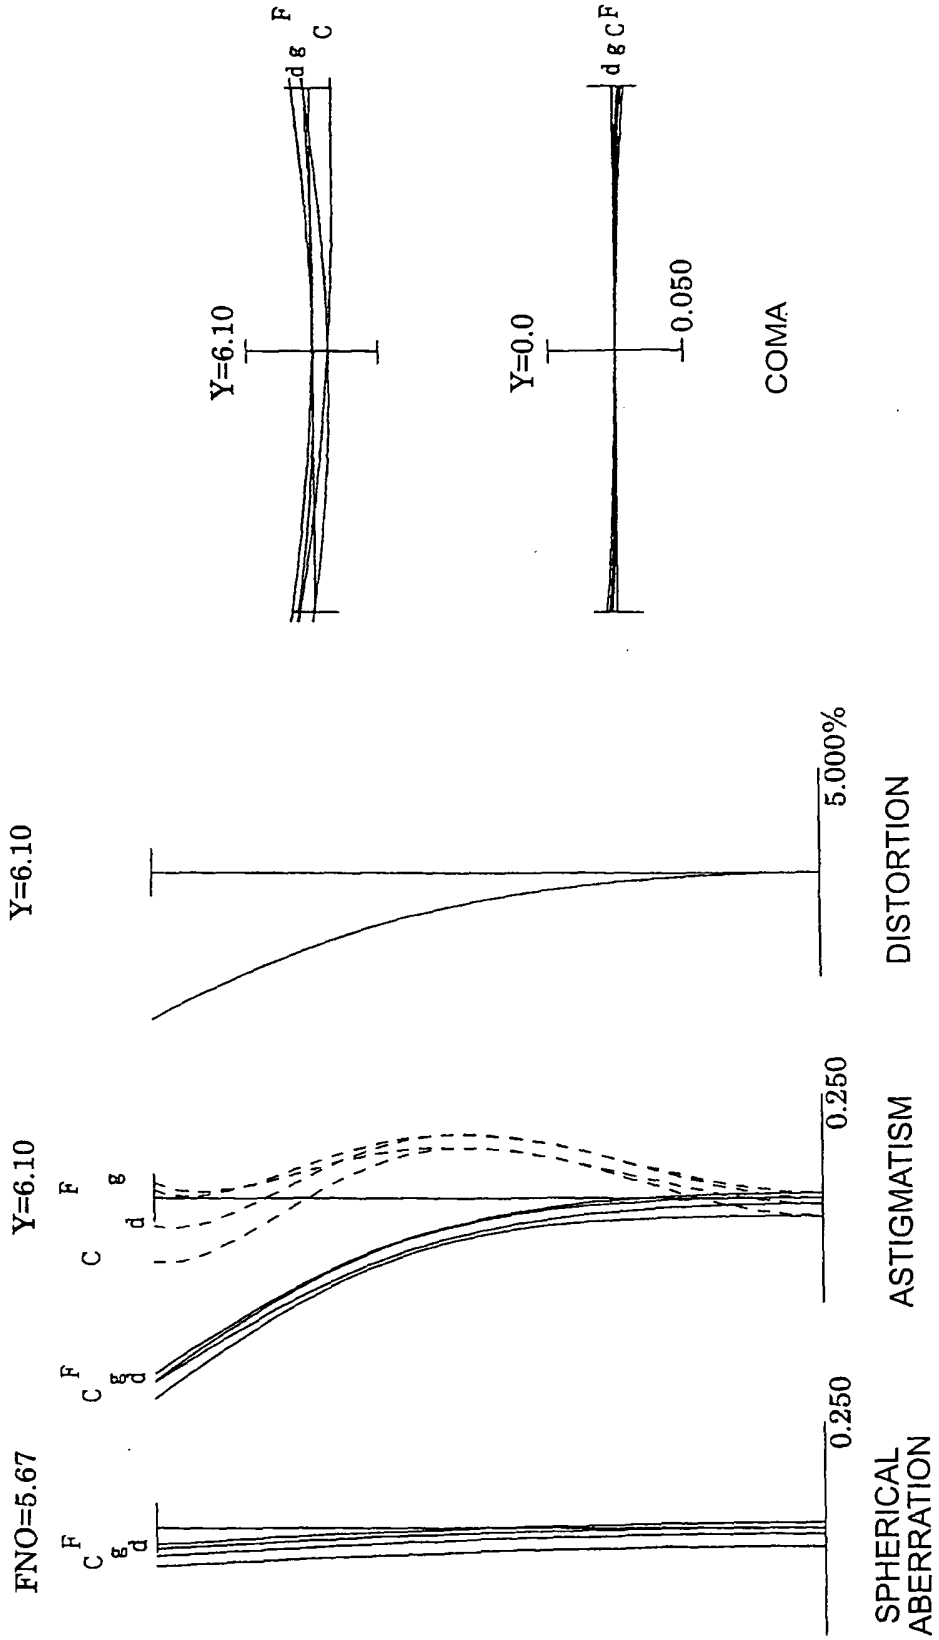 FNO=5.67
C F
g
d
0.250
SPHERICAL
ABERRATION
Y=6.10
C F
g
d
C d F g
0.250
ASTIGMATISM
Y=6.10
5.000%
DISTORTION
Y=6.10
d g F
C
Y=0.0
d g C F
0.050
COMA